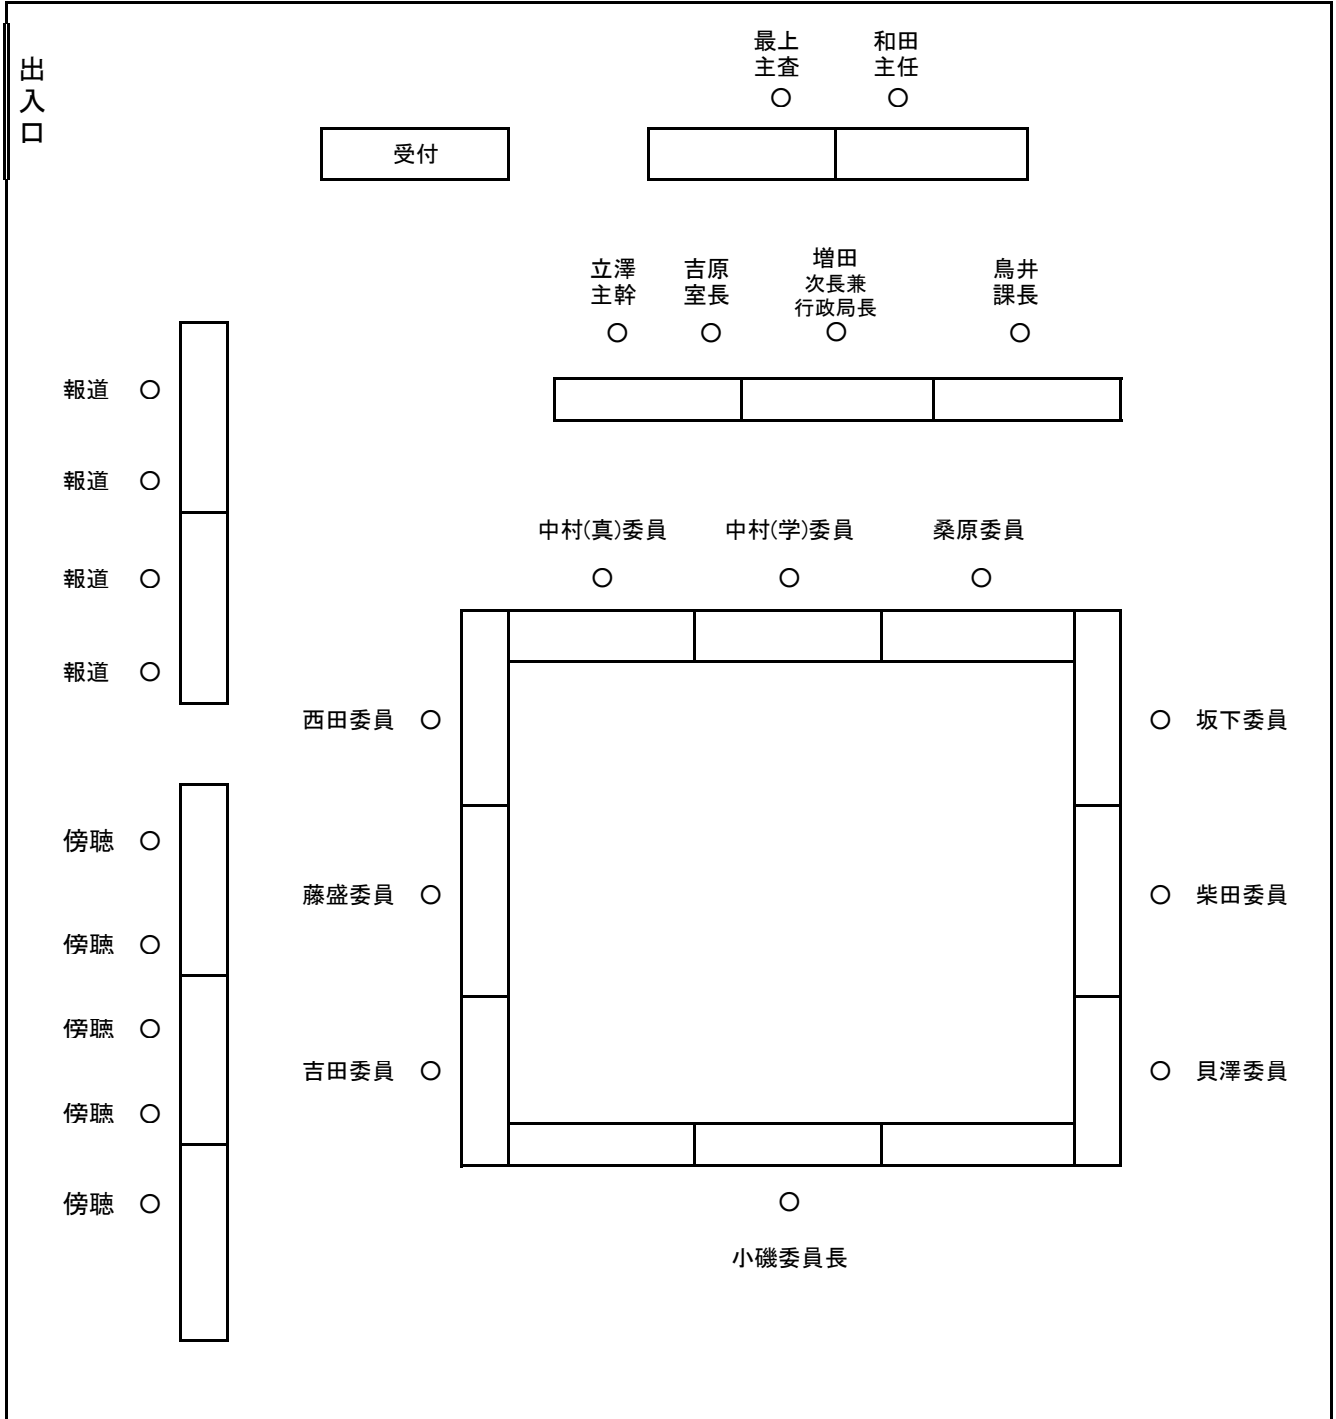 出入口
最上
主査
和田
主任
受付
立澤
主幹
吉原
室長
増田
次長兼
行政局長
鳥井
課長
報道
報道
報道
報道
中村(真)委員
中村(学)委員
桑原委員
西田委員
坂下委員
傍聴
藤盛委員
柴田委員
傍聴
傍聴
吉田委員
貝澤委員
傍聴
傍聴
小磯委員長